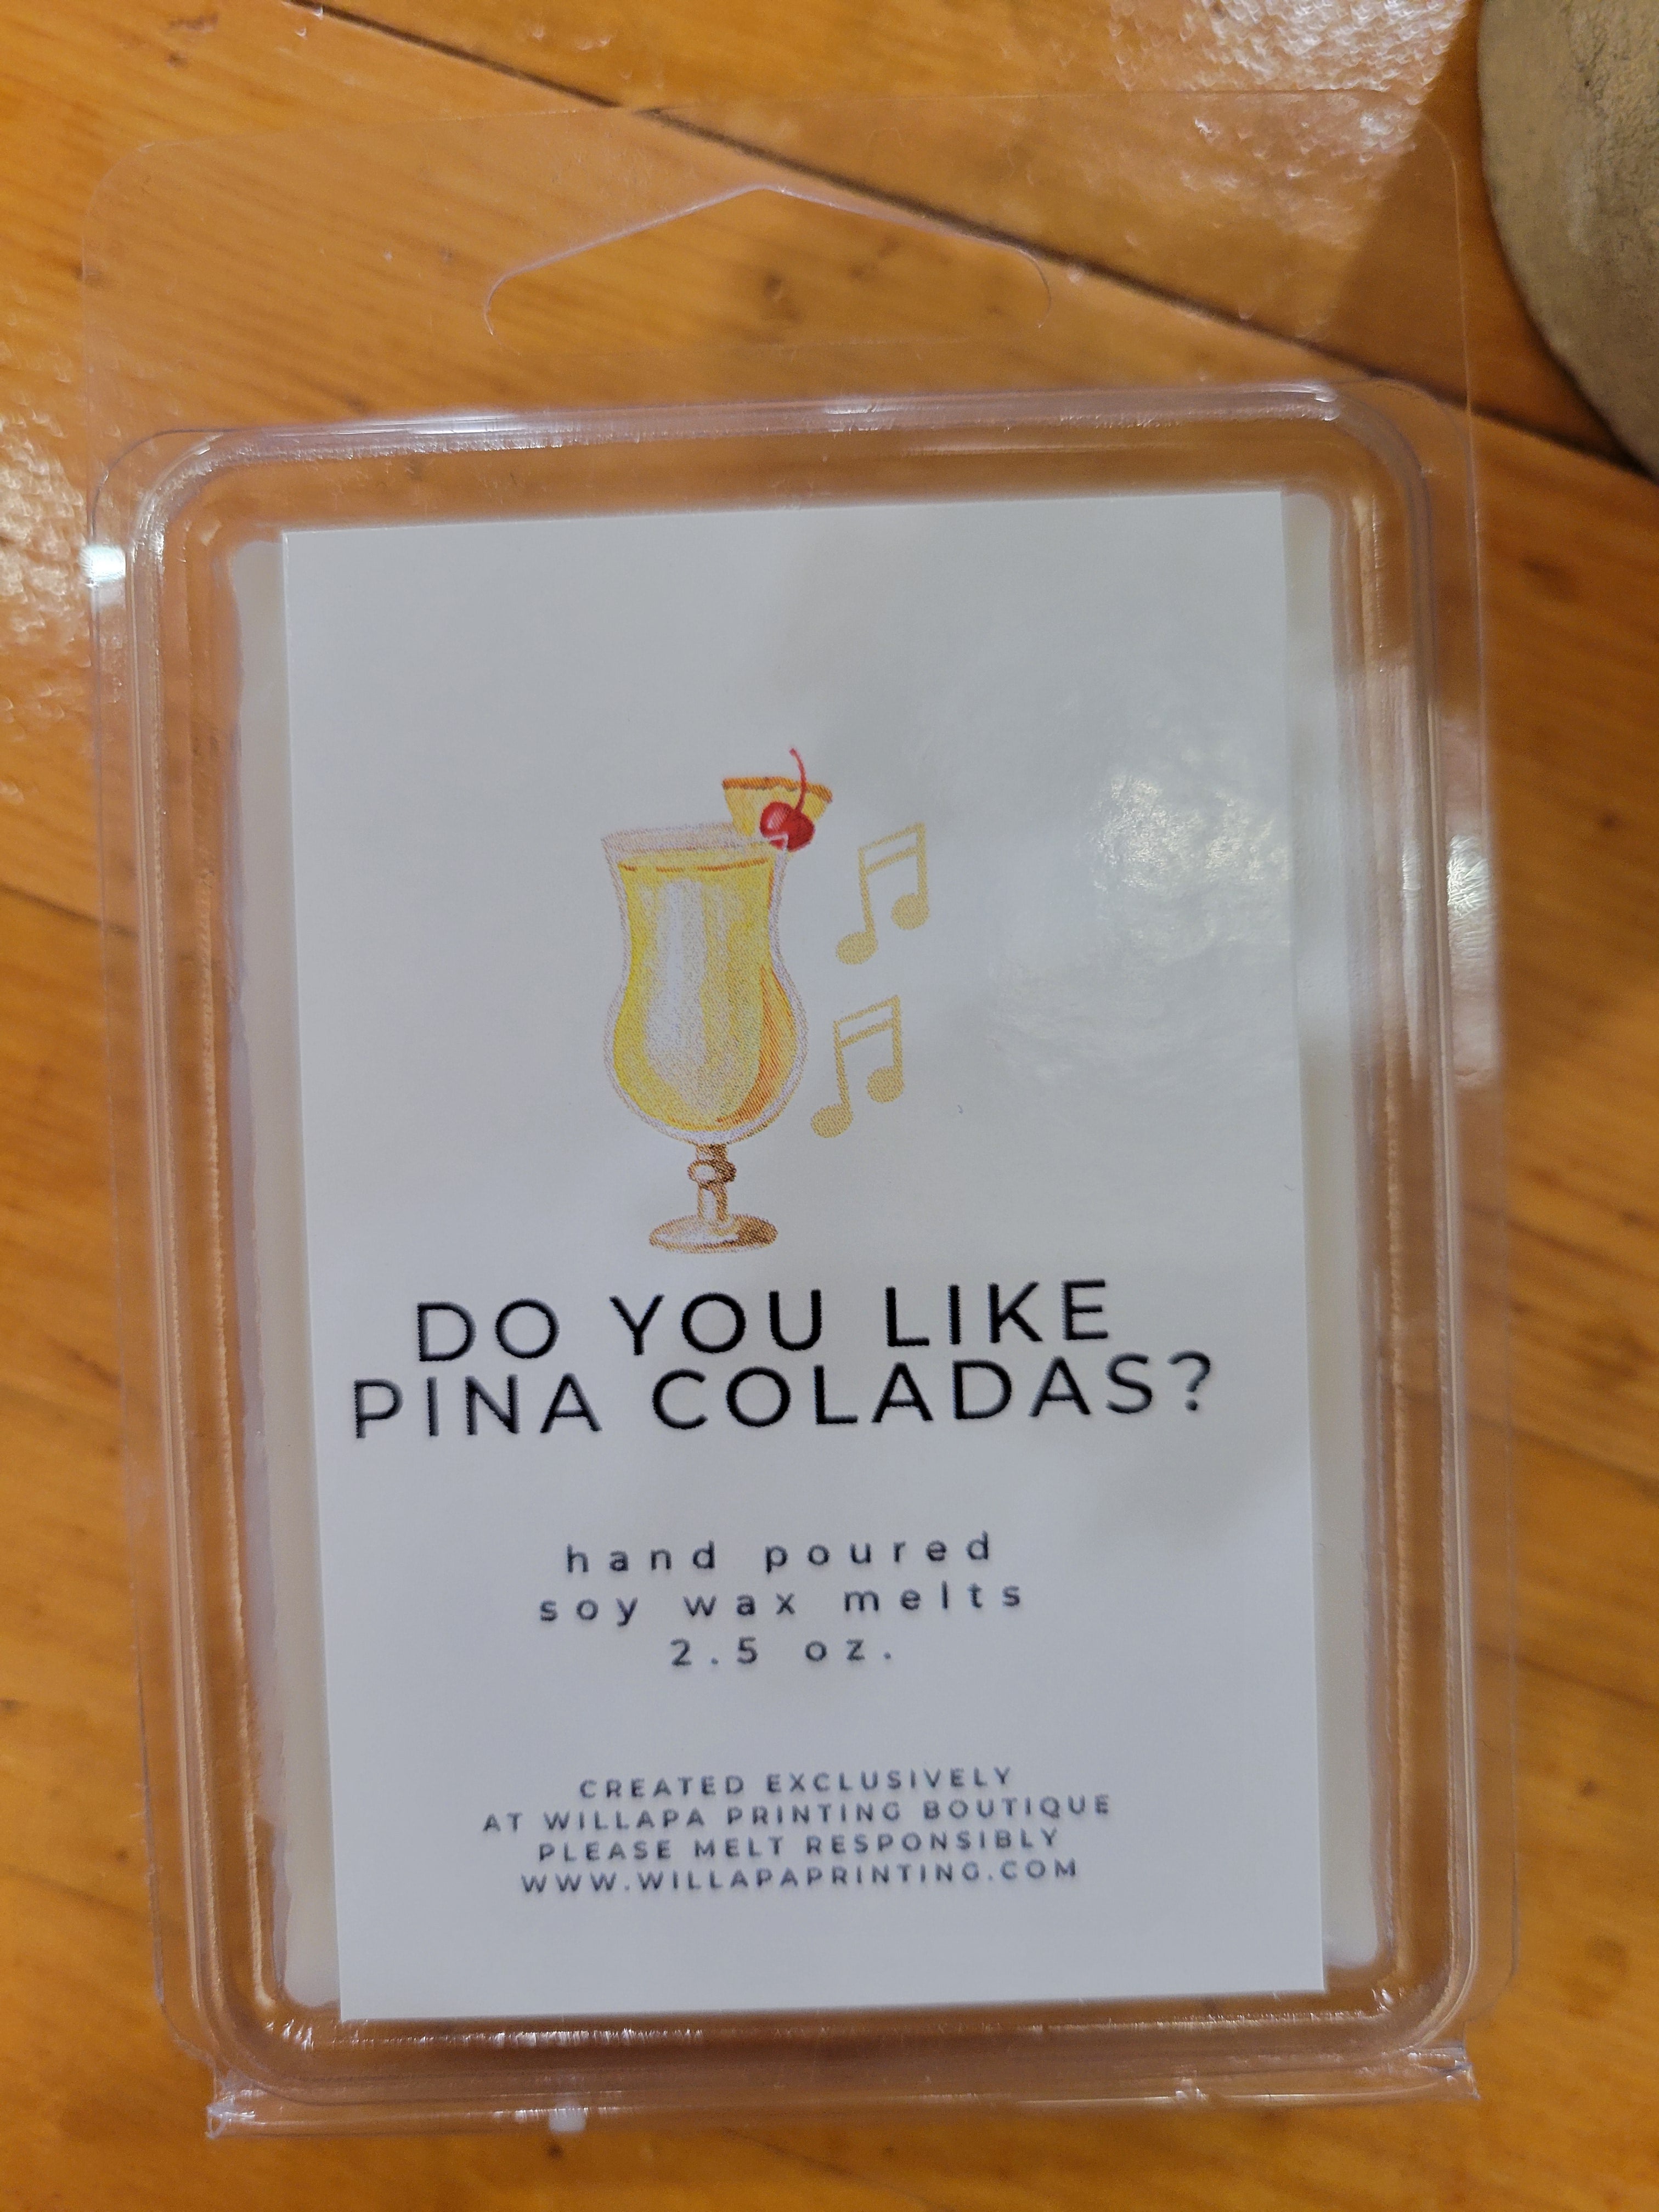 DO YOU LIKE
PINA COLADAS?
hand poured
soy wax melts
2.5 oz.
CREATED EXCLUSIVELY
AT WILLAPA PRINTING BOUTIQUE
PLEASE MELT RESPONSIBLY
WWW.WILLAPAPRINTING.COM